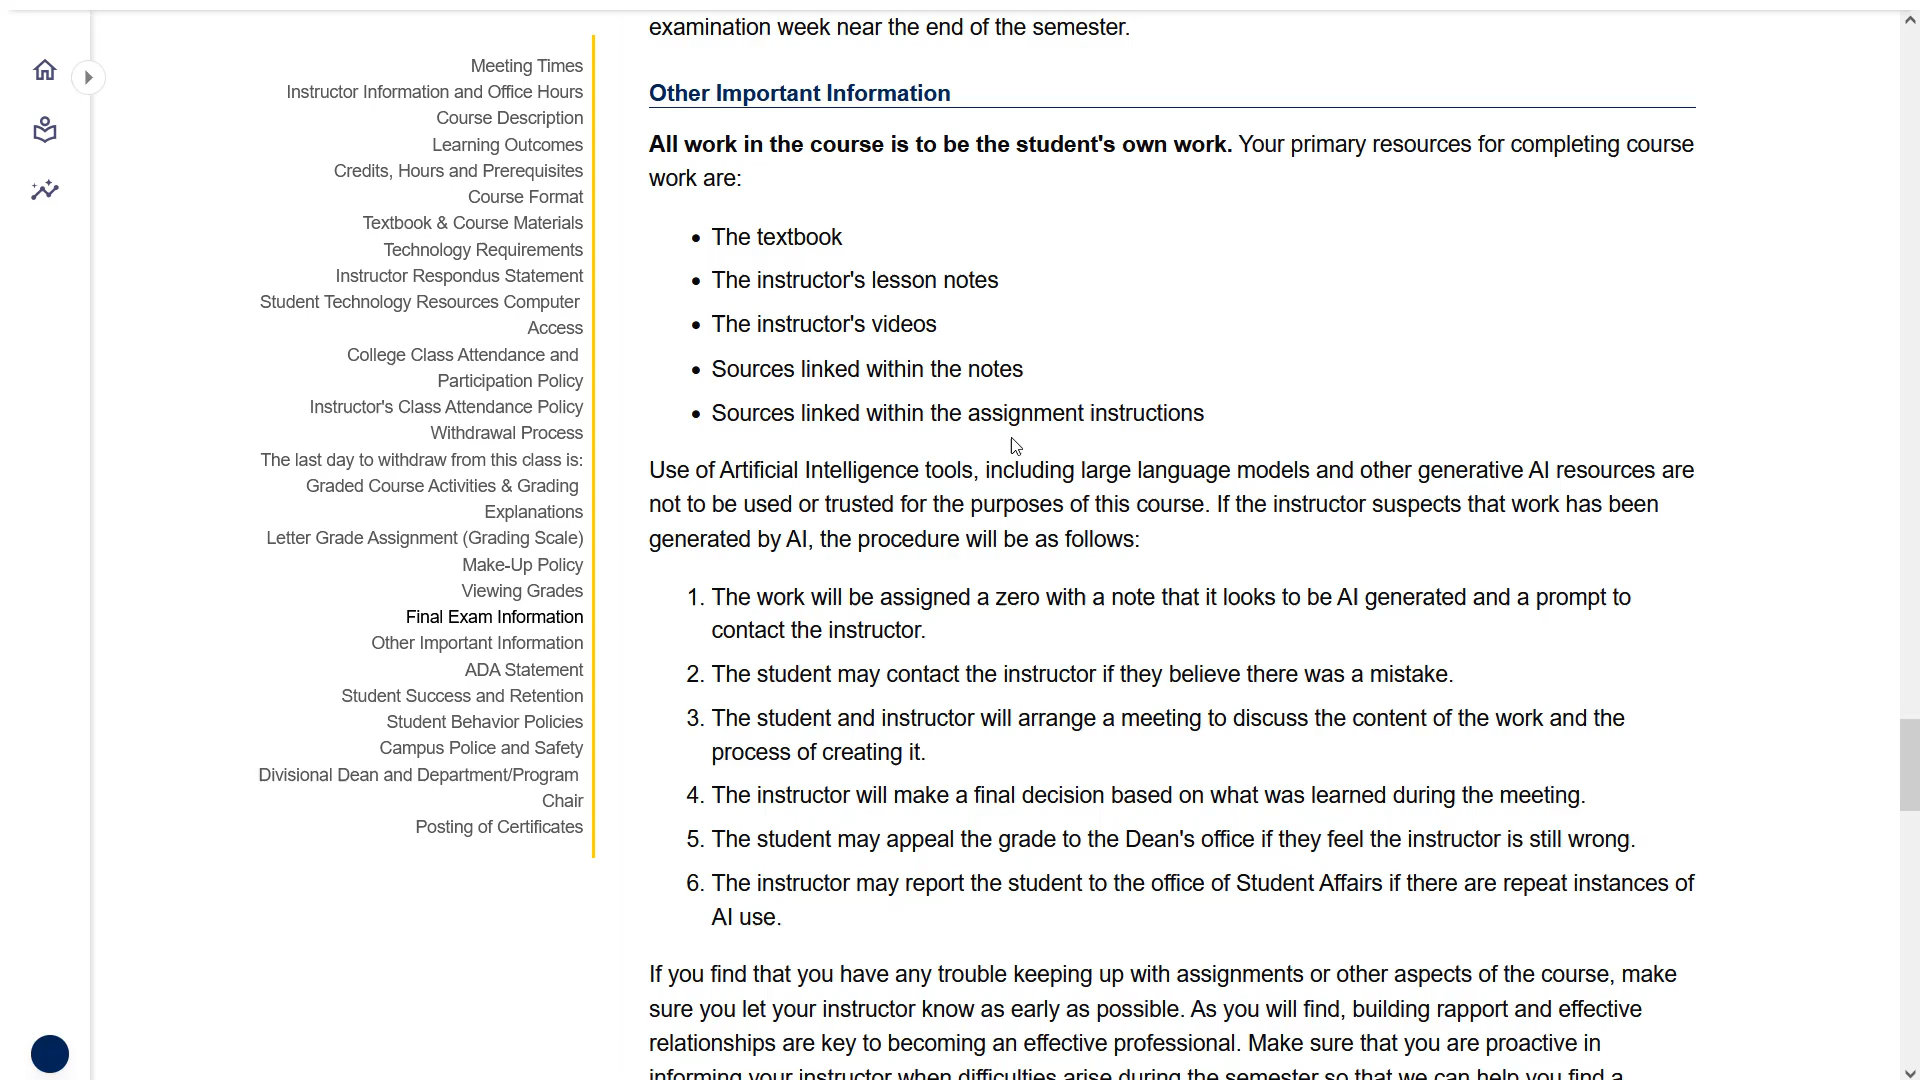 examination week near the end of the semester.
Meeting Times
Instructor Information and Office Hours
Course Description
Learning Outcomes
Credits, Hours and Prerequisites
Course Format
Textbook & Course Materials
Technology Requirements
Instructor Respondus Statement
Student Technology Resources Computer
Access
College Class Attendance and
Participation Policy
Instructor's Class Attendance Policy
Withdrawal Process
The last day to withdraw from this class is:
Graded Course Activities & Grading
Explanations
Letter Grade Assignment (Grading Scale)
Make-Up Policy
Viewing Grades
Final Exam Information
Other Important Information
ADA Statement
Student Success and Retention
Student Behavior Policies
Campus Police and Safety
Divisional Dean and Department/Program
Chair
Posting of Certificates
Other Important Information
All work in the course is to be the student's own work. Your primary resources for completing course
work are:
• The textbook
• The instructor's lesson notes
• The instructor's videos
• Sources linked within the notes
• Sources linked within the assignment instructions
Use of Artificial Intelligence tools, including large language models and other generative AI resources are
not to be used or trusted for the purposes of this course. If the instructor suspects that work has been
generated by AI, the procedure will be as follows:
1. The work will be assigned a zero with a note that it looks to be AI generated and a prompt to
contact the instructor.
2. The student may contact the instructor if they believe there was a mistake.
3. The student and instructor will arrange a meeting to discuss the content of the work and the
process of creating it.
4. The instructor will make a final decision based on what was learned during the meeting.
5. The student may appeal the grade to the Dean's office if they feel the instructor is still wrong.
6. The instructor may report the student to the office of Student Affairs if there are repeat instances of
AI use.
If you find that you have any trouble keeping up with assignments or other aspects of the course, make
sure you let your instructor know as early as possible. As you will find, building rapport and effective
relationships are key to becoming an effective professional. Make sure that you are proactive in
informing your instructor when difficulties arise during the semester so that we can help you find a